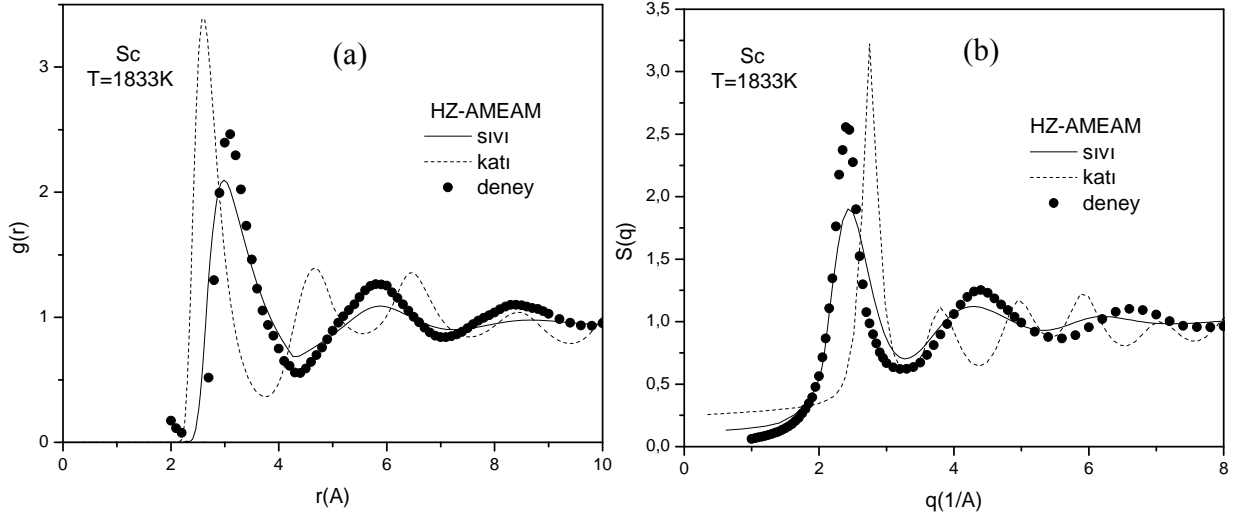 (a)
Sc
T=1833K
HZ-AMEAM
sıvı
katı
deney
g(r)
3
2
1
0
0
2
4
6
8
10
r(A)
(b)
Sc
T=1833K
HZ-AMEAM
sıvı
katı
deney
S(q)
3,5
3,0
2,5
2,0
1,5
1,0
0,5
0,0
0
2
4
6
8
q(1/A)